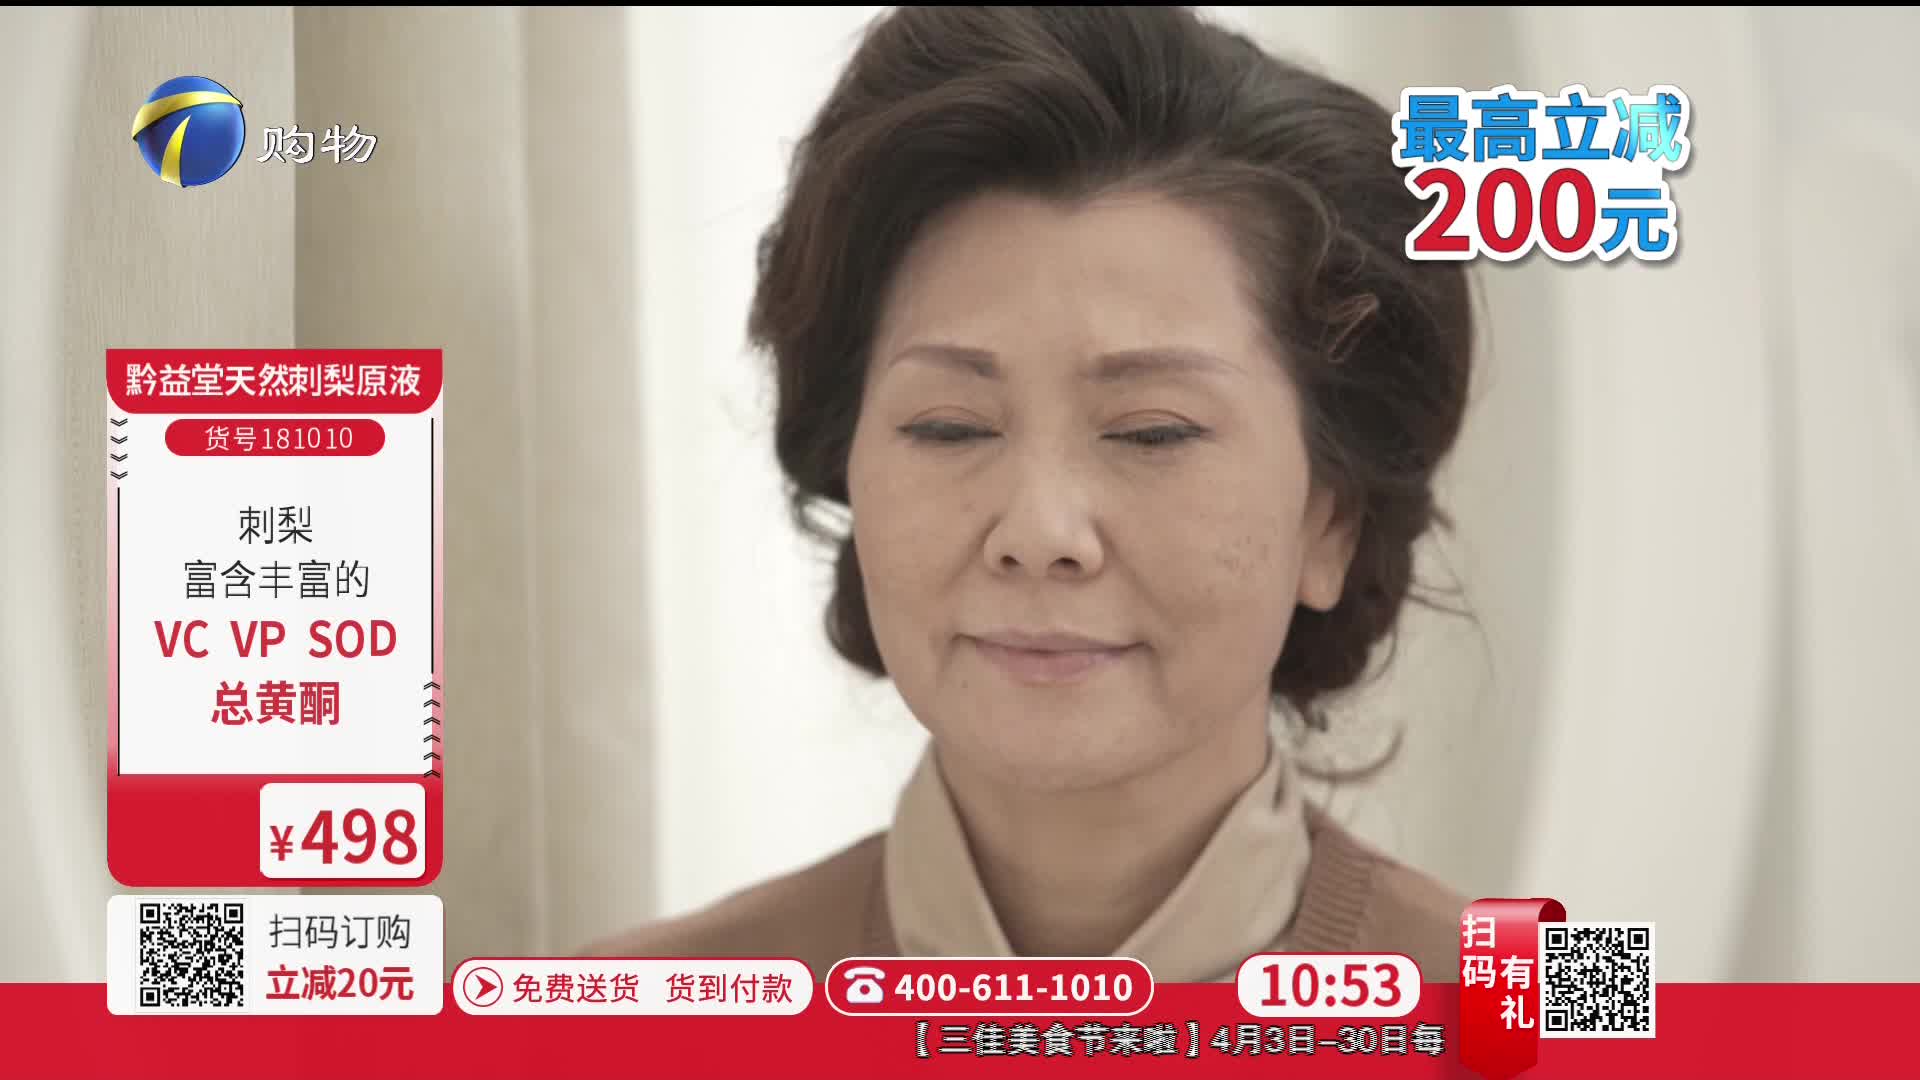 购物
最高立减
200元
黔益堂天然刺梨原液
货号181010
刺梨
富含丰富的
VC VP SOD
总黄酮
¥498
扫码订购
立减20元
免费送货 货到付款
400-611-1010
10:53
扫码
有礼
【三佳美食节来啦】4月3日-30日每